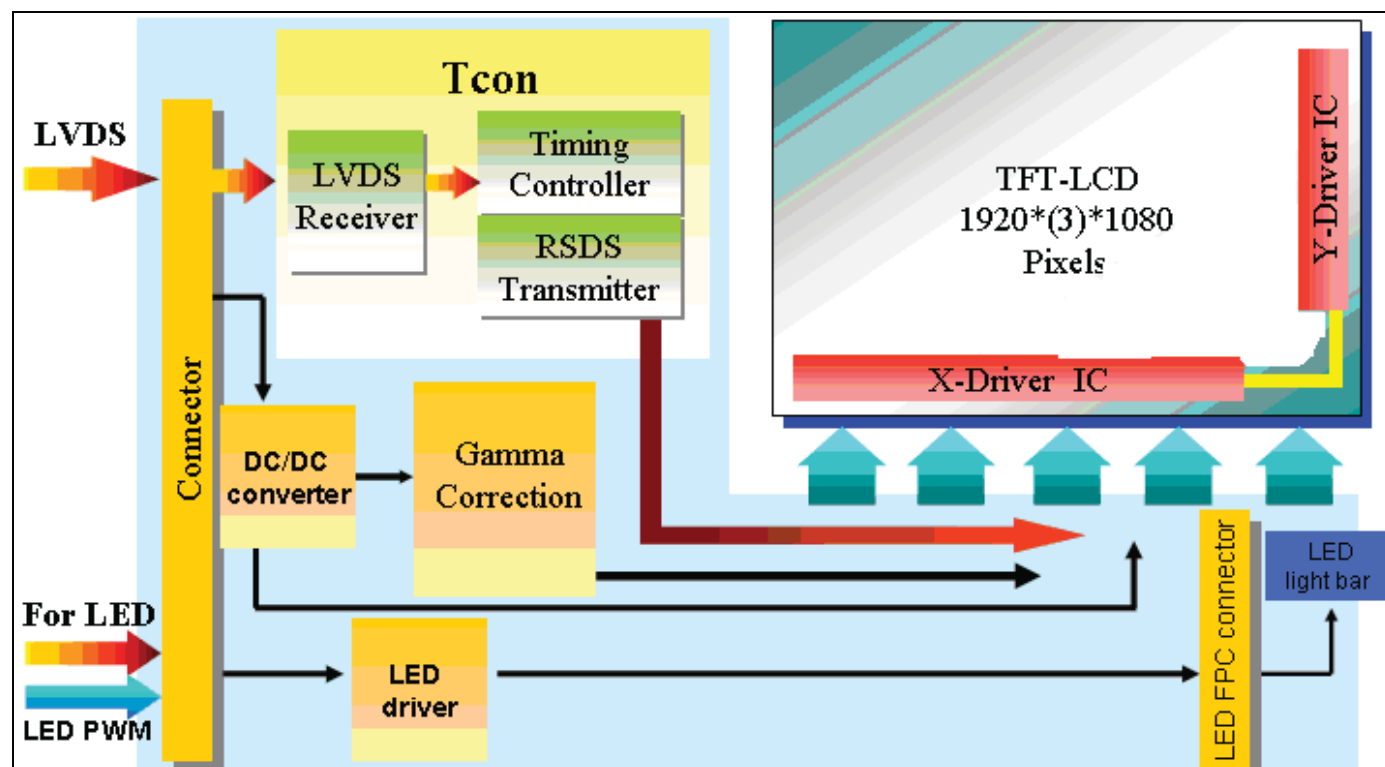 Tcon
LVDS
LVDS
Receiver
Timing
Controller
RSDS
Transmitter
Connector
DC/DC
converter
Gamma
Correction
For LED
LED PWM
LED
driver
TFT-LCD
1920*(3)*1080
Pixels
Y-Driver IC
X-Driver IC
LED FPC connector
LED
light bar